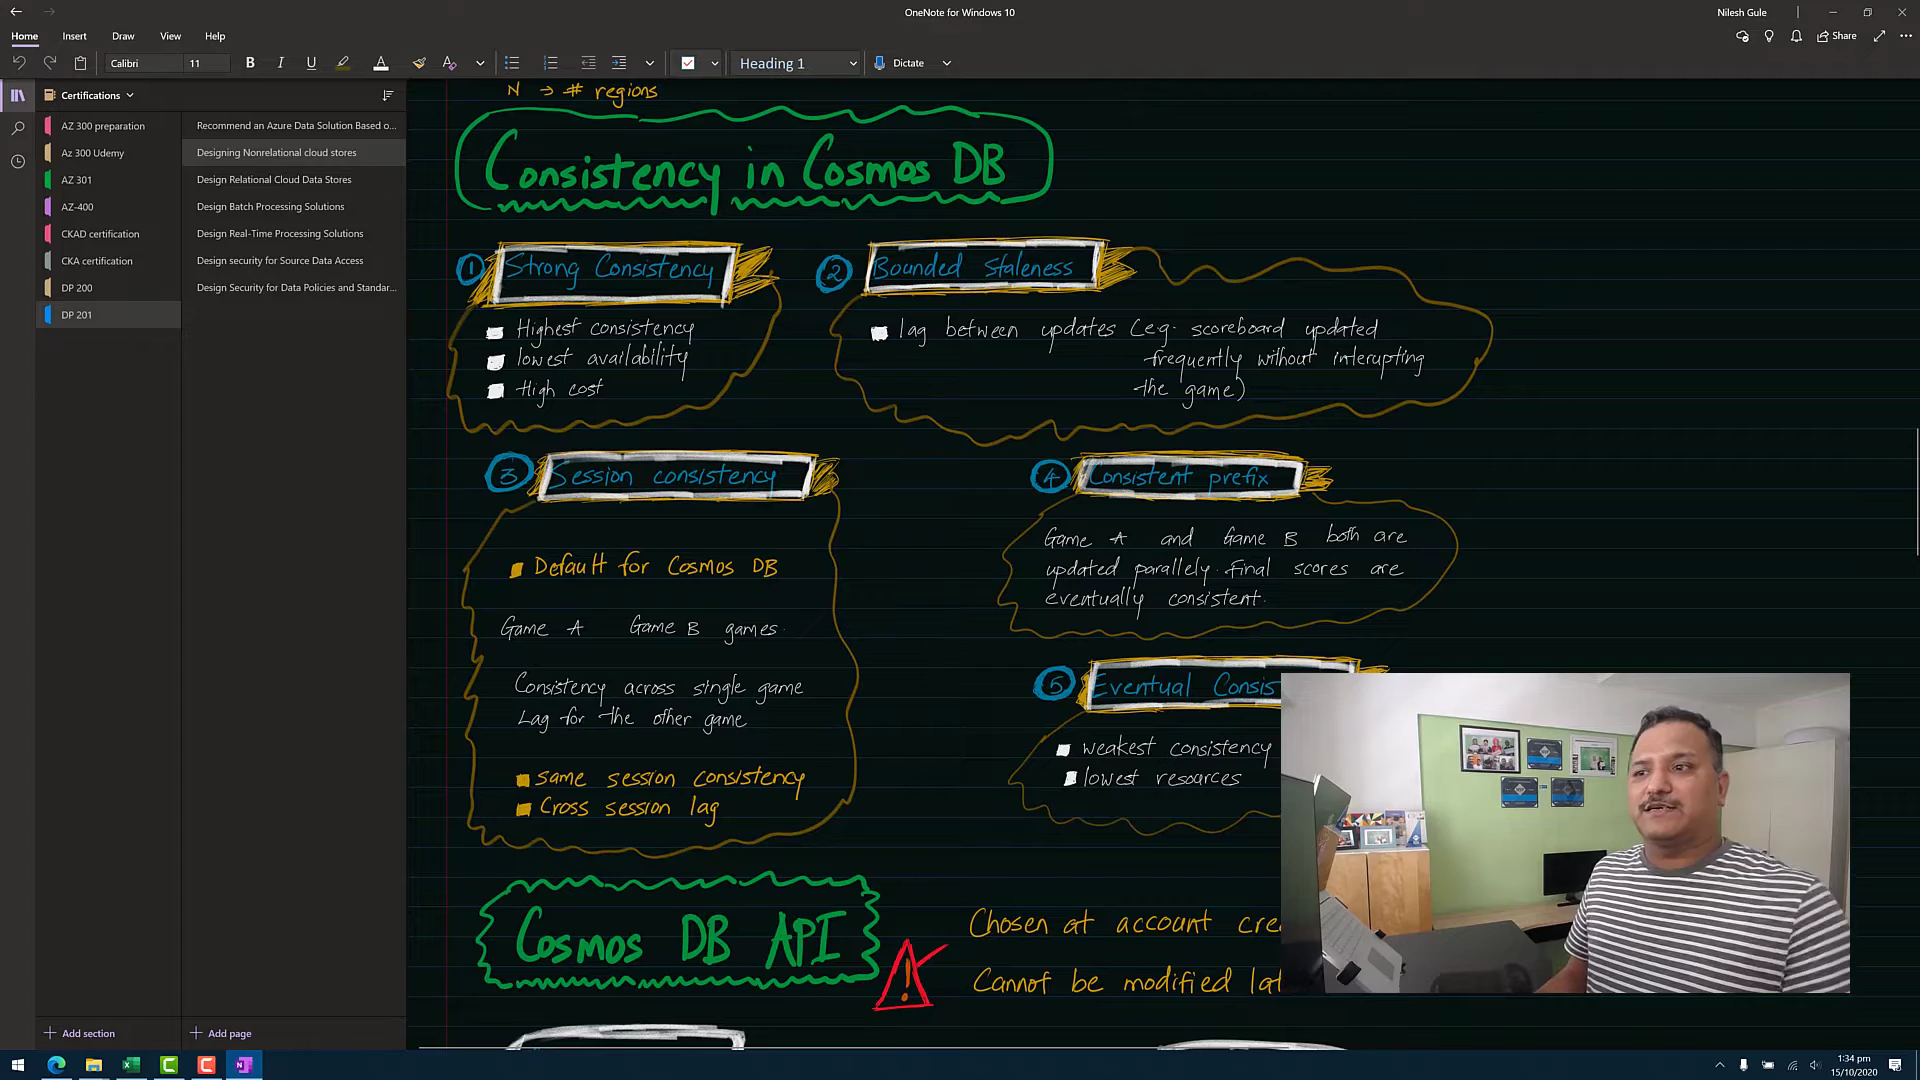 OneNote for Windows 10
Nilesh Gule
Home Insert Draw View Help
Share
Calibri 11 B I U A Heading 1 Dictate
Certifications
AZ 300 preparation
Az 300 Udemy
AZ 301
AZ-400
CKAD certification
CKA certification
DP 200
DP 201
Recommend an Azure Data Solution Based o...
Designing Nonrelational cloud stores
Design Relational Cloud Data Stores
Design Batch Processing Solutions
Design Real-Time Processing Solutions
Design security for Source Data Access
Design Security for Data Policies and Standar...
N → # regions
Consistency in Cosmos DB
1 Strong Consistency
Highest consistency
lowest availability
High cost
2 Bounded Staleness
lag between updates (e.g. scoreboard updated
frequently without interupting
the game)
3 Session consistency
Default for Cosmos DB
Game A Game B games.
Consistency across single game
Lag for the other game
same session consistency
Cross session lag
4 Consistent prefix
Game A and Game B both are
updated parallely. Final scores are
eventually consistent.
5 Eventual Consis
weakest consistency
lowest resources
Cosmos DB API
!
Chosen at account cre
Cannot be modified lat
Add section
Add page
1:34 pm
15/10/2020